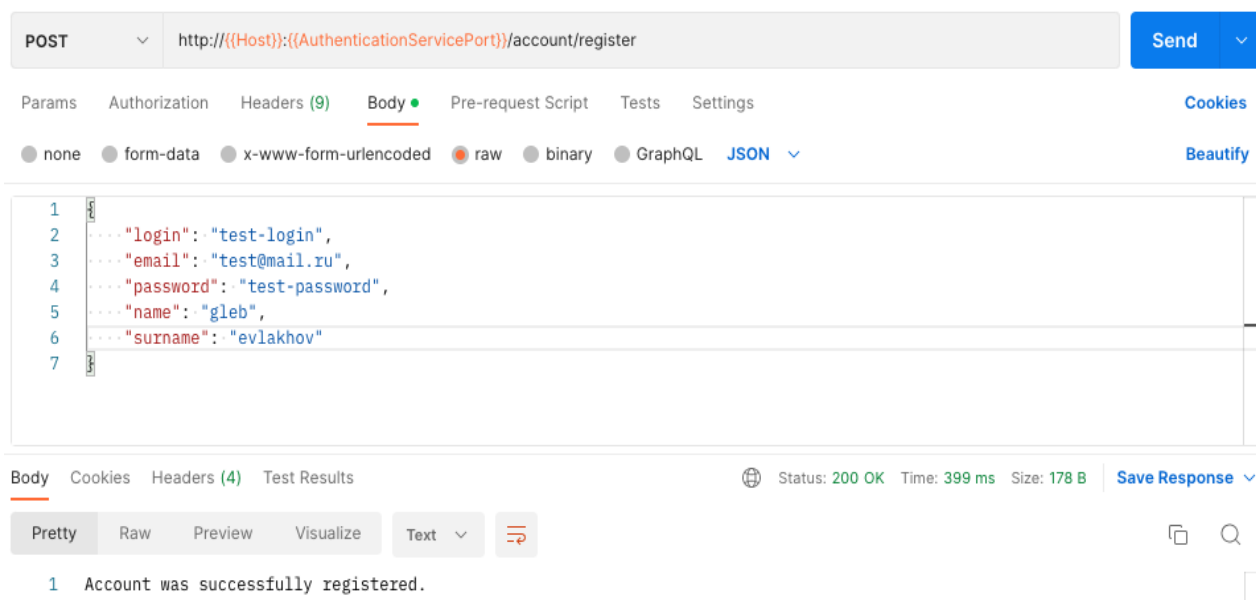 POST http://{{Host}}:{{AuthenticationServicePort}}/account/register Send
Params Authorization Headers (9) Body Pre-request Script Tests Settings Cookies
none form-data x-www-form-urlencoded raw binary GraphQL JSON Beautify
1 {
2 "login": "test-login",
3 "email": "test@mail.ru",
4 "password": "test-password",
5 "name": "gleb",
6 "surname": "evlakhov"
7 }
Body Cookies Headers (4) Test Results Status: 200 OK Time: 399 ms Size: 178 B Save Response
Pretty Raw Preview Visualize Text
1 Account was successfully registered.